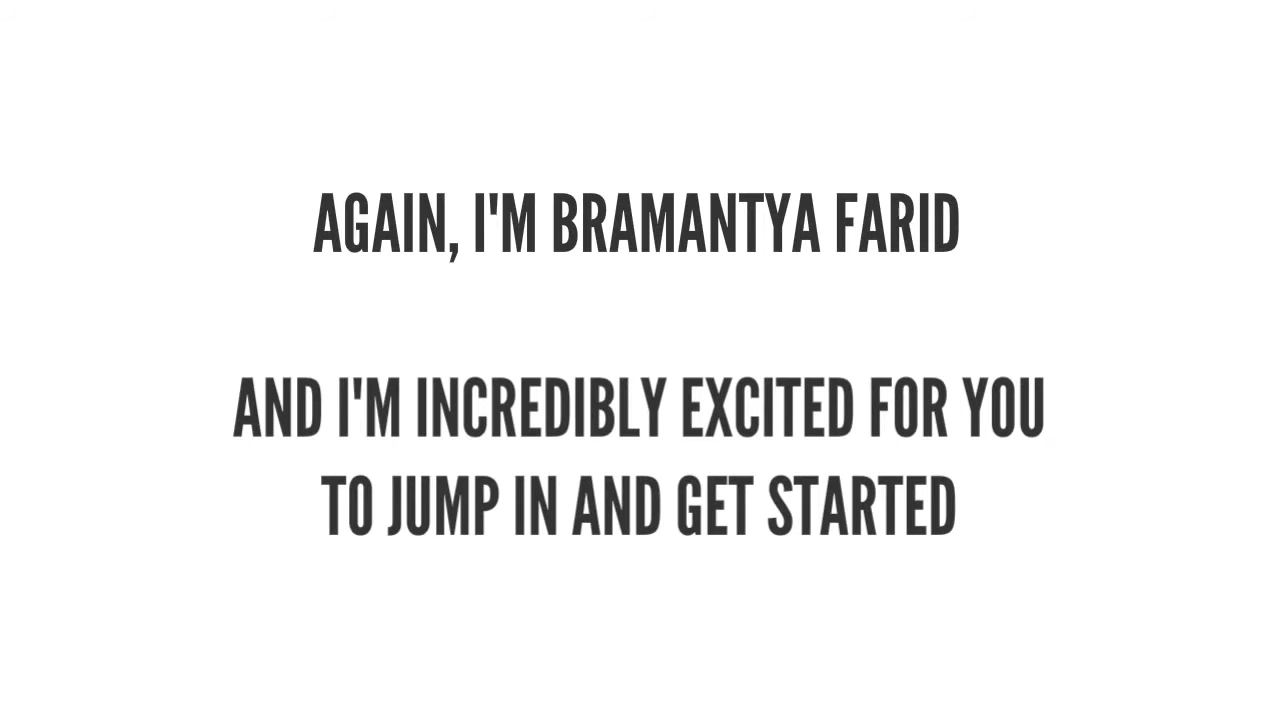 AGAIN, I'M BRAMANTYA FARID
AND I'M INCREDIBLY EXCITED FOR YOU
TO JUMP IN AND GET STARTED